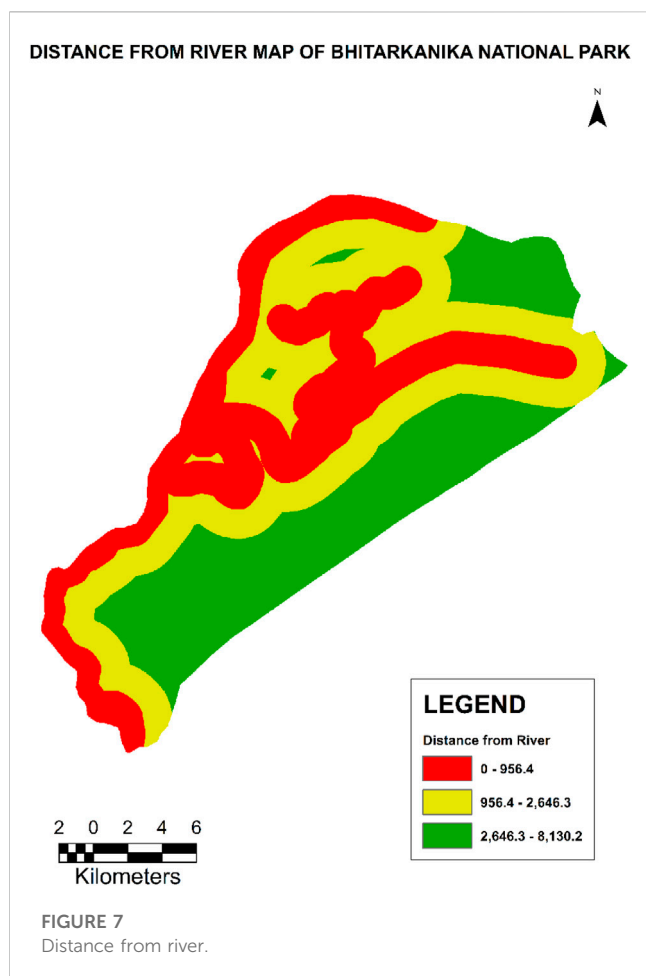 DISTANCE FROM RIVER MAP OF BHITARKANIKA NATIONAL PARK
N
LEGEND
Distance from River
0 - 956.4
956.4 - 2,646.3
2,646.3 - 8,130.2
2 0 2 4 6
Kilometers
FIGURE 7
Distance from river.